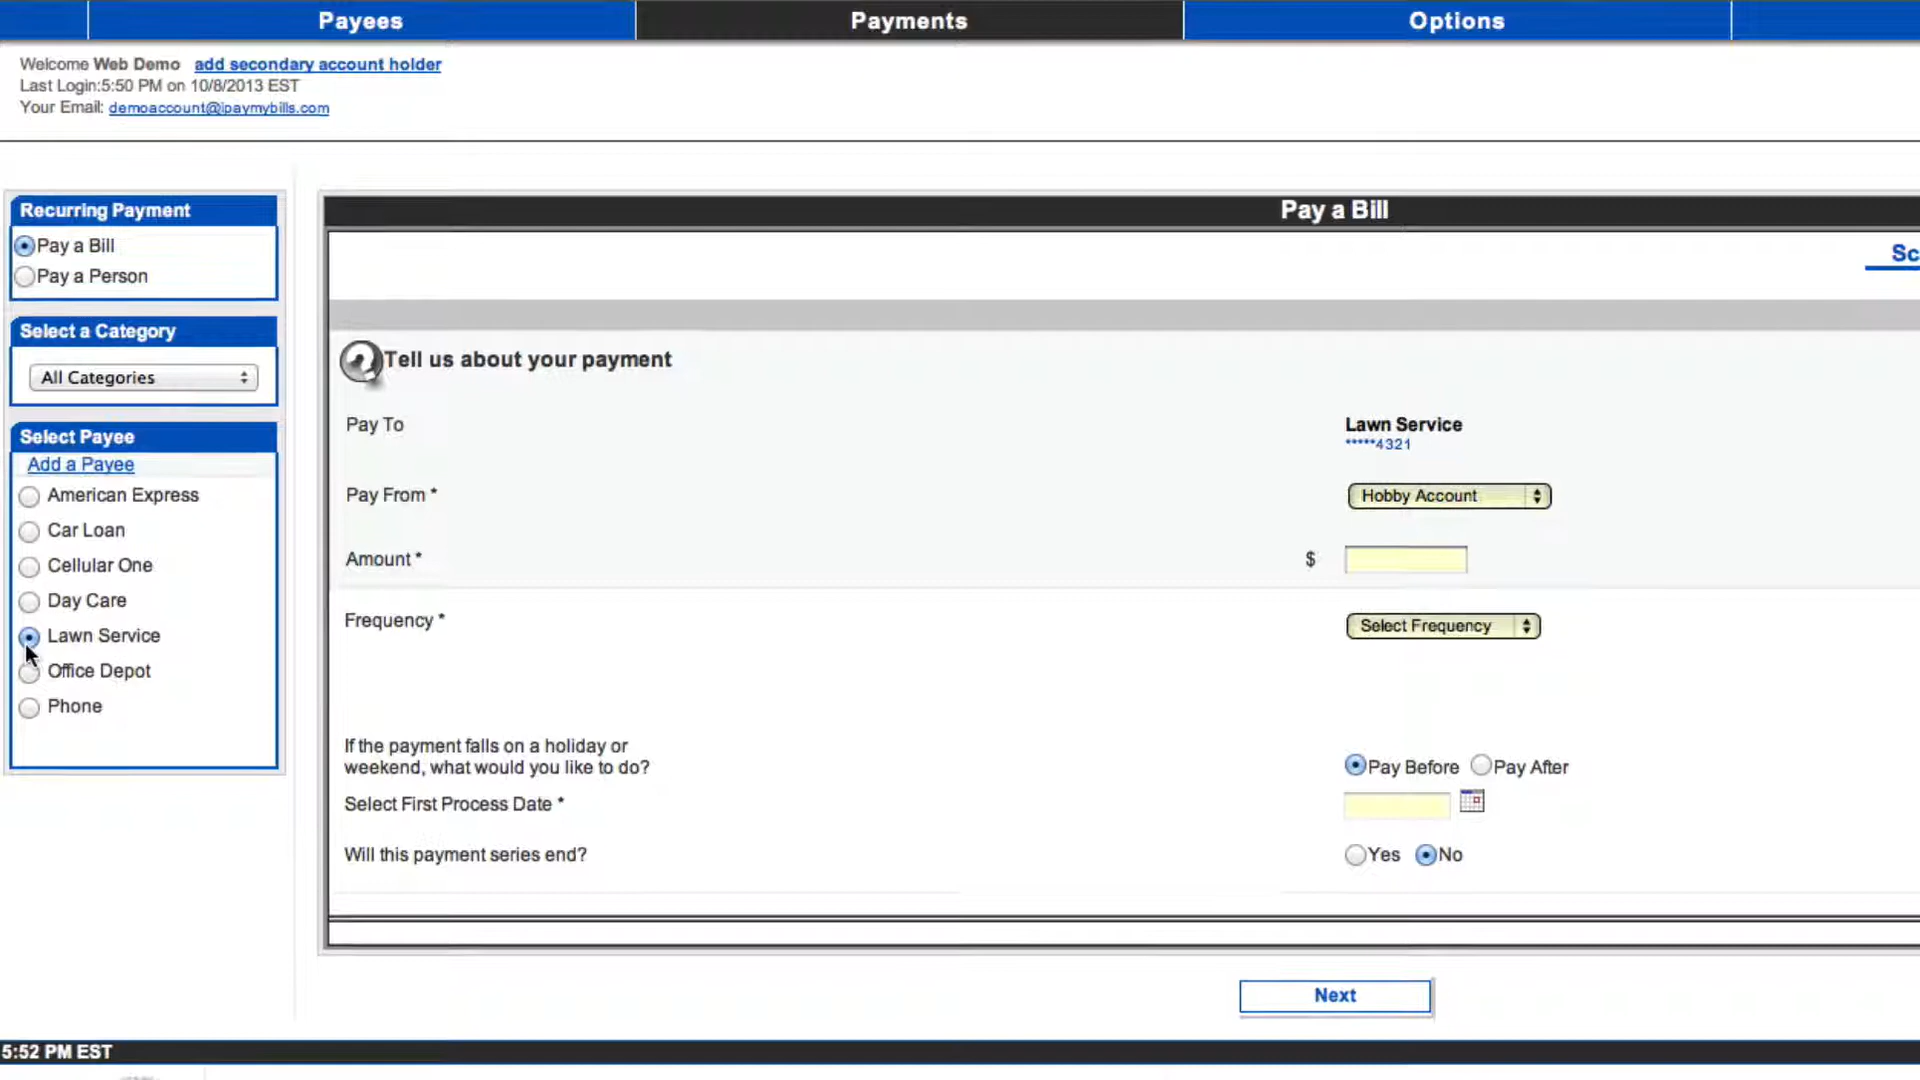 Payees
Payments
Options
Welcome Web Demo add secondary account holder
Last Login:5:50 PM on 10/8/2013 EST
Your Email: demoaccount@ipaymybills.com
Recurring Payment
Pay a Bill
Pay a Person
Select a Category
All Categories
Select Payee
Add a Payee
American Express
Car Loan
Cellular One
Day Care
Lawn Service
Office Depot
Phone
Pay a Bill
Sc
Tell us about your payment
Pay To
Lawn Service
*****4321
Pay From *
Hobby Account
Amount *
$
Frequency *
Select Frequency
If the payment falls on a holiday or
weekend, what would you like to do?
Pay Before Pay After
Select First Process Date *
Will this payment series end?
Yes No
Next
5:52 PM EST